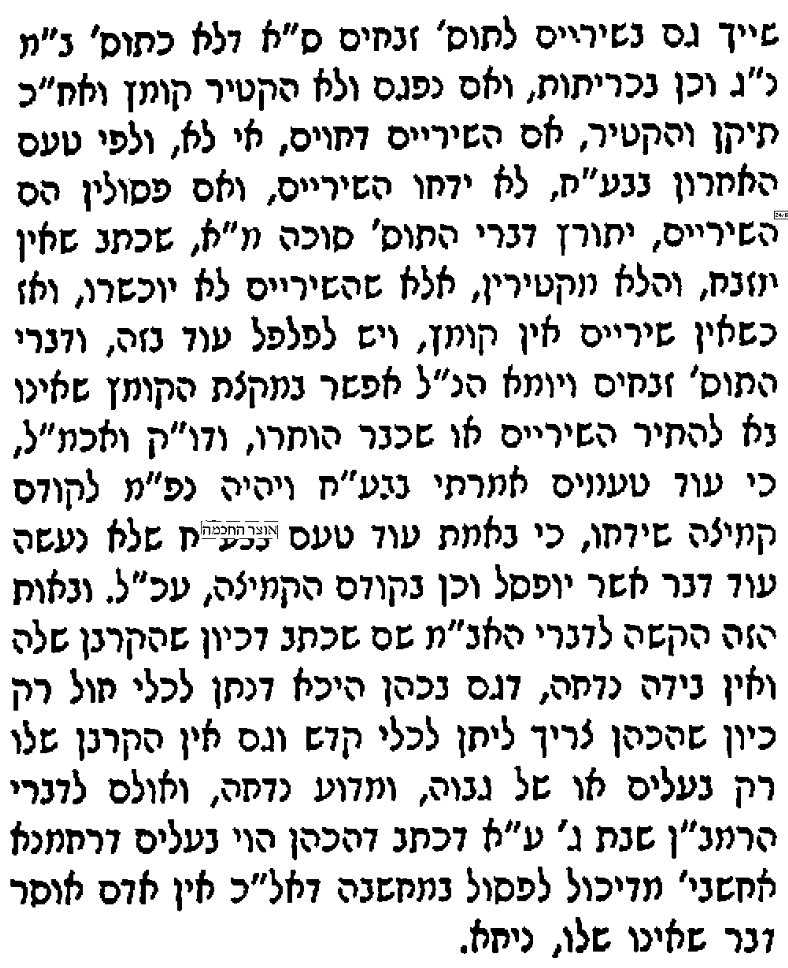 שייך גם בשיריים לתוס׳ זבחים ס״א דלא כתוס׳ ב״מ
נ״ג וכן בכריתות, ואם נפגם ולא הקטיר קומץ ואח״כ
תיקן והקטיר, אם השיריים דחוים, אי לא, ולפי טעם
האחרון בבע״ח, לא ידחו השיריים, ואם פסולין הם
השיריים, יתורץ דברי התוס׳ סוכה מ״א, שכתב שאין
מזבח, והלא מקטירין, אלא שהשיריים לא יוכשרו, ואז
כשאין שיריים אין קומץ, ויש לפלפל עוד בזה, ודברי
התוס׳ זבחים ויומא הנ״ל אפשר במקצת הקומץ שאינו
בא להתיר השיריים או שכבר הותרו, ודו״ק ואכמ״ל,
כי עוד טעמים אמרתי בבע״ח ויהיה נפ״מ לקודם
קמיצה שידחו, כי באמת עוד טעם בבע״ח שלא נעשה
עוד דבר אשר יופסל וכן בקודם הקמיצה, עכ״ל. ובאות
הזה הקשה לדברי האב״מ שם שכתב דכיון שהקרבן שלה
ואין בידה נדחה, דגם בכהן היכא דנתן לכלי חול רק
כיון שהכהן צריך ליתן לכלי קדש וגם אין הקרבן שלו
רק בעלים או של גבוה, ומדוע נדחה, ואולם לדברי
הרמב״ן שבת ג׳ ע״א דכתב דהכהן הוי בעלים דרחמנא
אחשבי׳ מדיכול לפסול במחשבה דאל״כ אין אדם אוסר
דבר שאינו שלו, ניחא.
אוצר החכמה